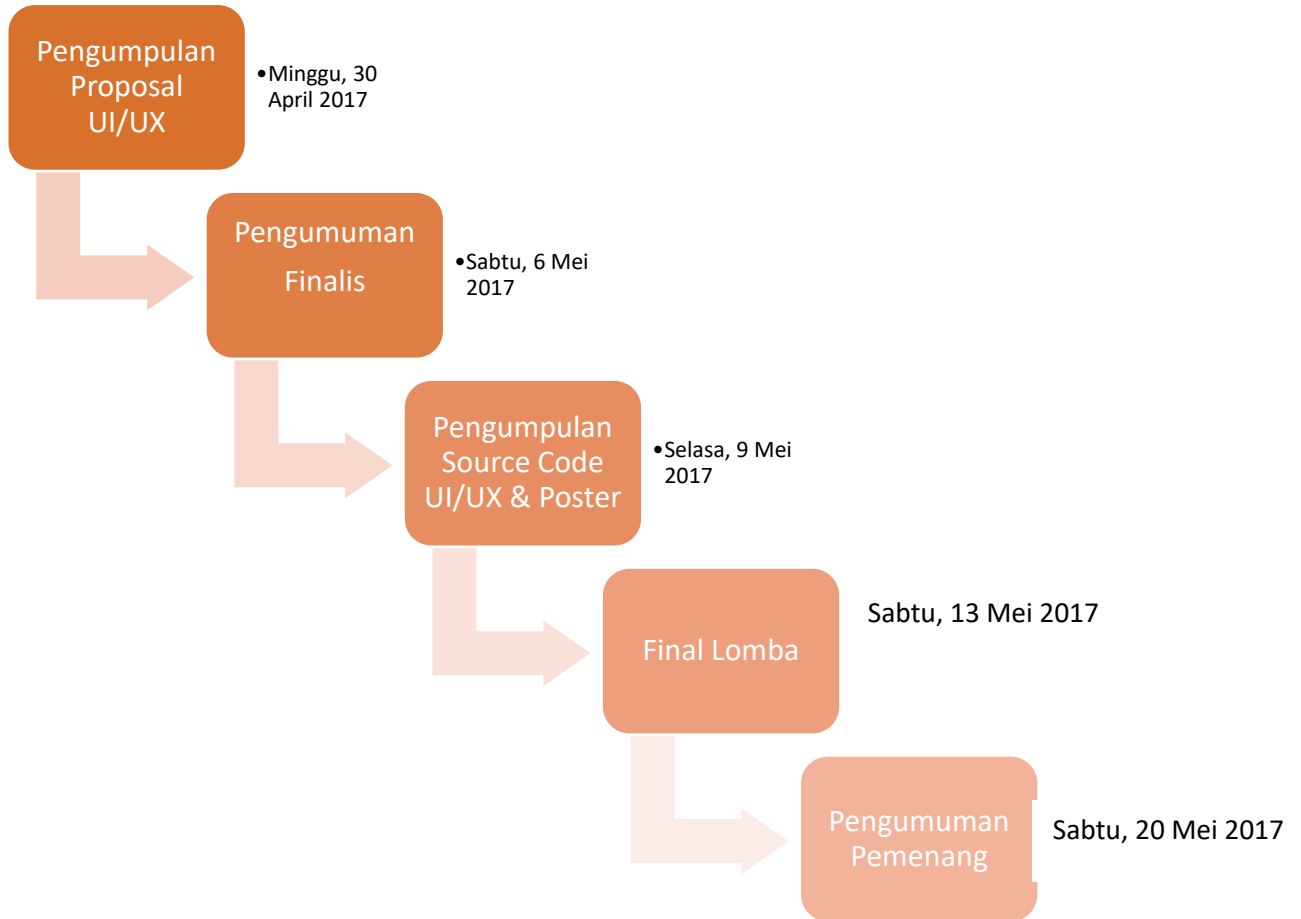 Pengumpulan
Proposal
UI/UX
•Minggu, 30
April 2017
Pengumuman
Finalis
•Sabtu, 6 Mei
2017
Pengumpulan
Source Code
UI/UX & Poster
•Selasa, 9 Mei
2017
Final Lomba
Sabtu, 13 Mei 2017
Pengumuman
Pemenang
Sabtu, 20 Mei 2017